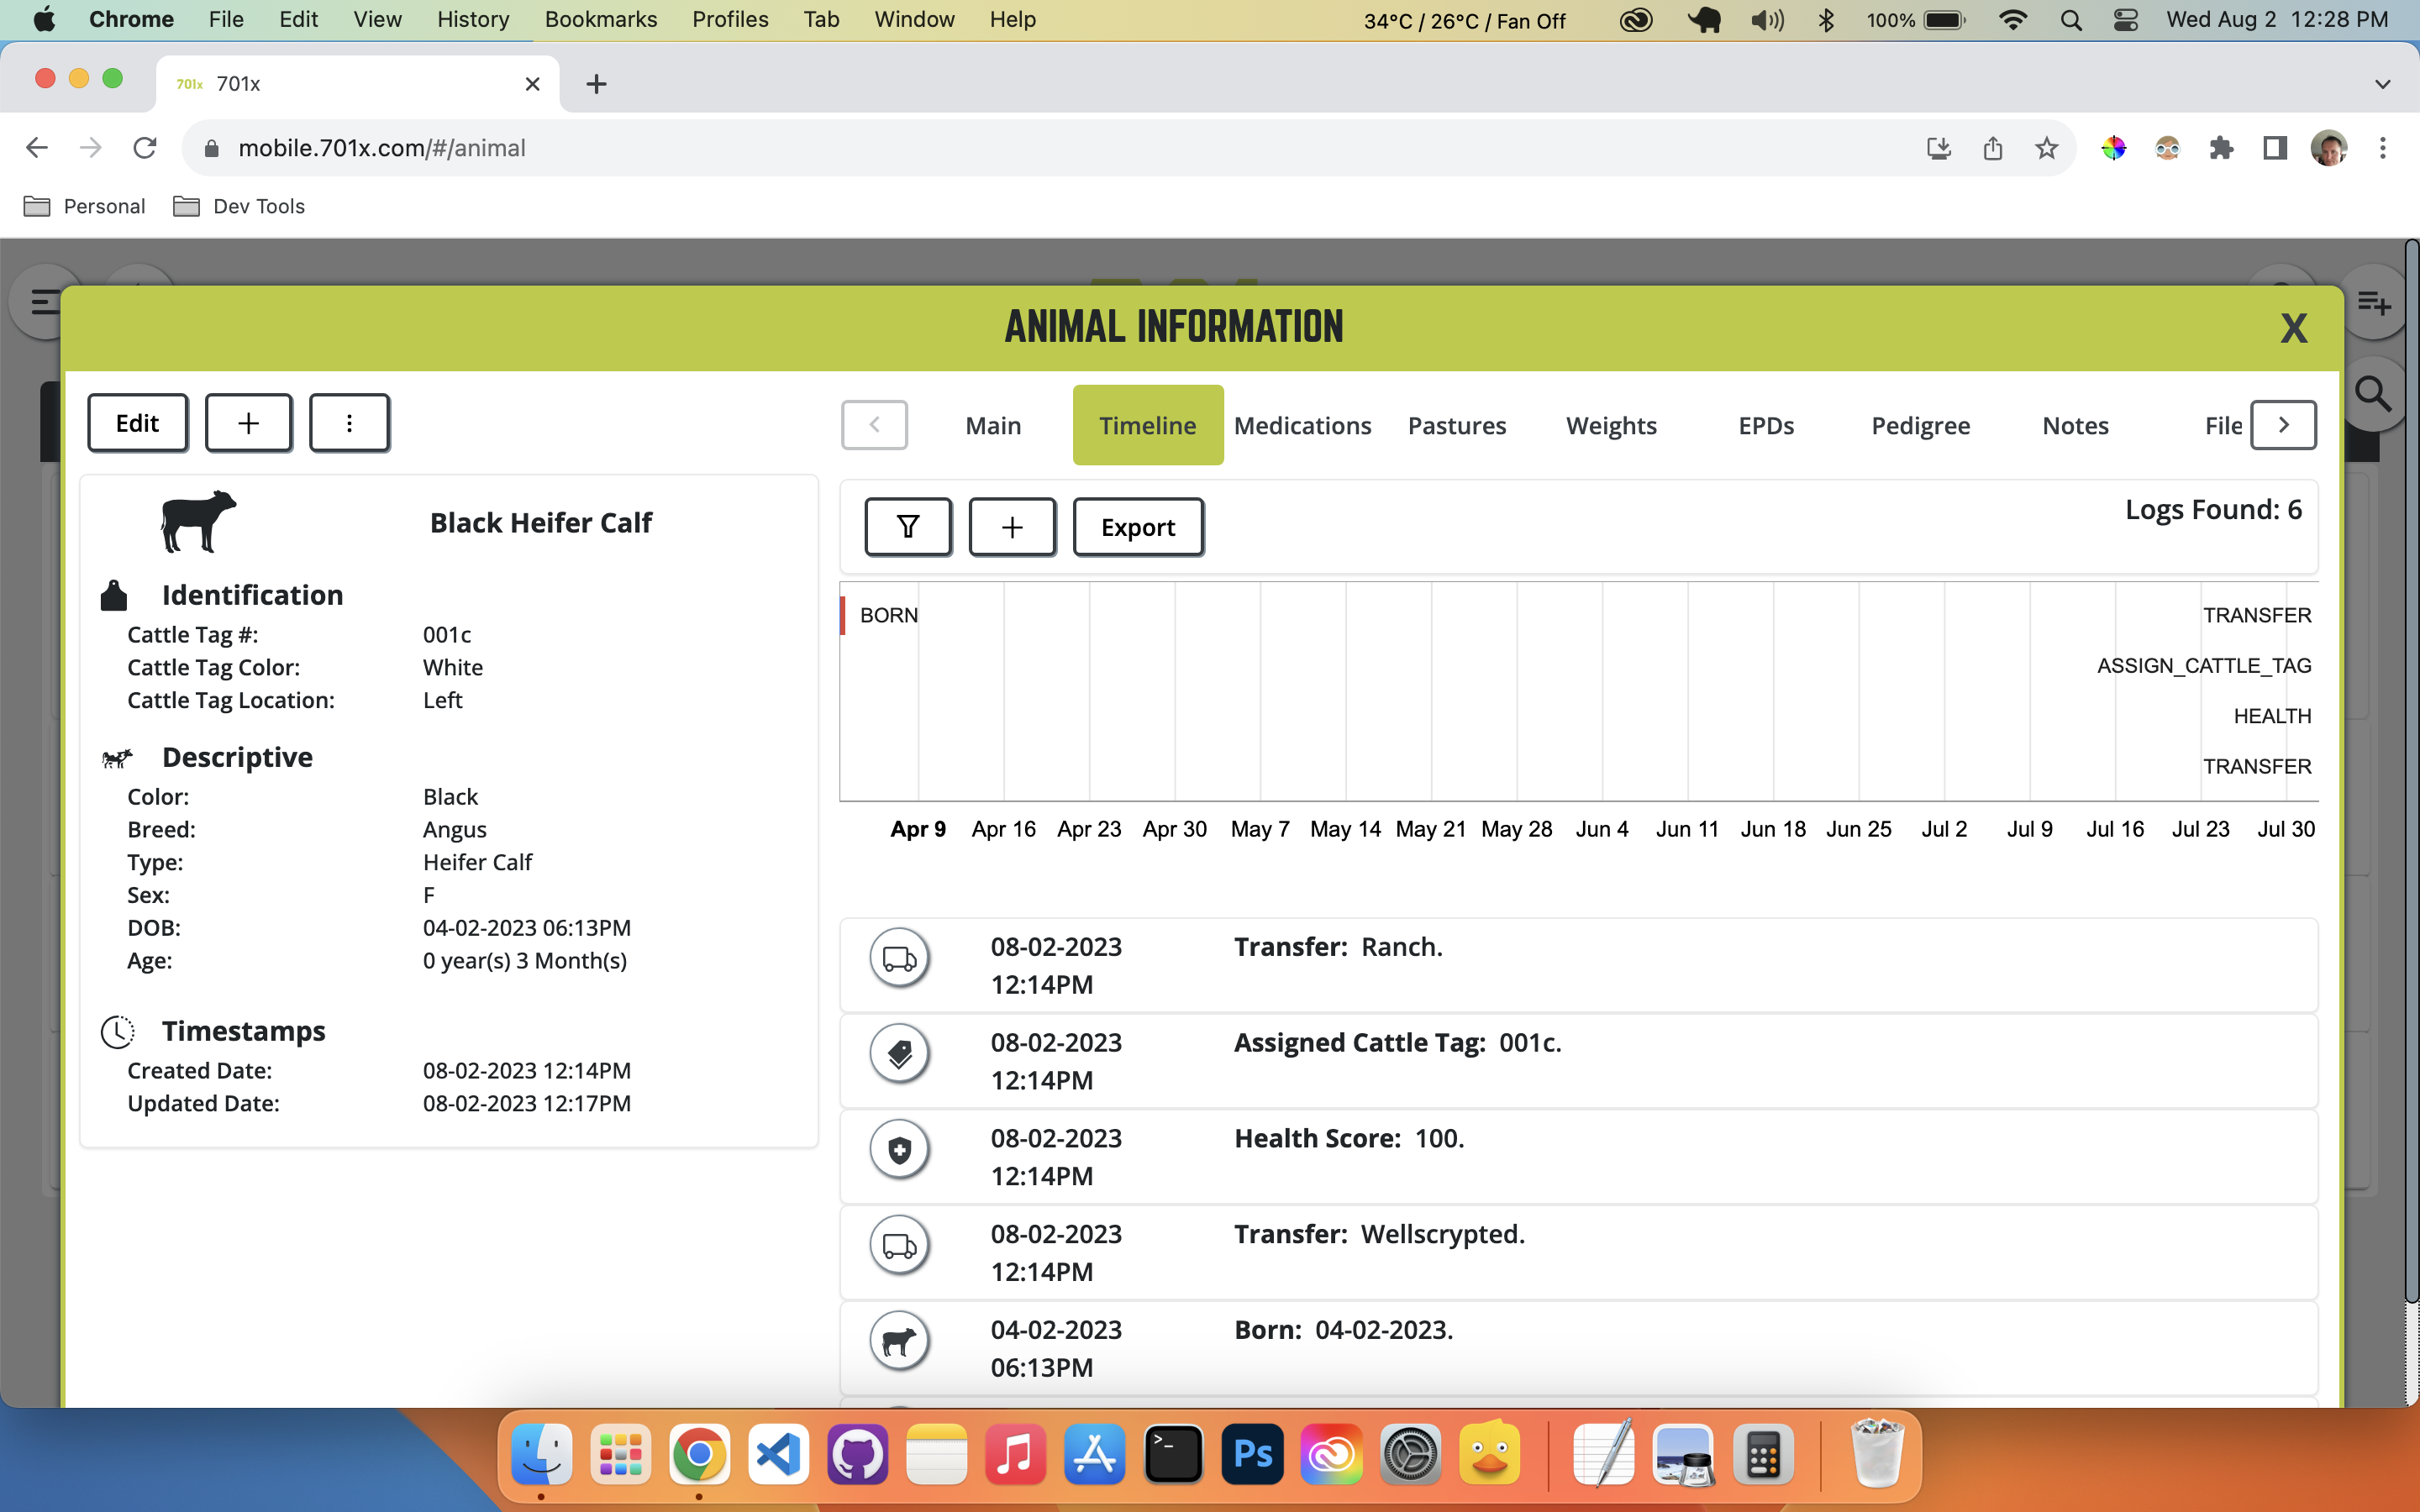 Chrome File Edit View History Bookmarks Profiles Tab Window Help 34°C / 26°C / Fan Off 100% Wed Aug 2 12:28 PM
701x 701x
mobile.701x.com/#/animal
Personal Dev Tools
ANIMAL INFORMATION X
Edit + Main Timeline Medications Pastures Weights EPDs Pedigree Notes File
Black Heifer Calf
+ Export Logs Found: 6
Identification
Cattle Tag #: 001c
Cattle Tag Color: White
Cattle Tag Location: Left
Descriptive
Color: Black
Breed: Angus
Type: Heifer Calf
Sex: F
DOB: 04-02-2023 06:13PM
Age: 0 year(s) 3 Month(s)
Timestamps
Created Date: 08-02-2023 12:14PM
Updated Date: 08-02-2023 12:17PM
BORN TRANSFER
ASSIGN_CATTLE_TAG
HEALTH
TRANSFER
Apr 9 Apr 16 Apr 23 Apr 30 May 7 May 14 May 21 May 28 Jun 4 Jun 11 Jun 18 Jun 25 Jul 2 Jul 9 Jul 16 Jul 23 Jul 30
08-02-2023 Transfer: Ranch.
12:14PM
08-02-2023 Assigned Cattle Tag: 001c.
12:14PM
08-02-2023 Health Score: 100.
12:14PM
08-02-2023 Transfer: Wellscrypted.
12:14PM
04-02-2023 Born: 04-02-2023.
06:13PM
Ps